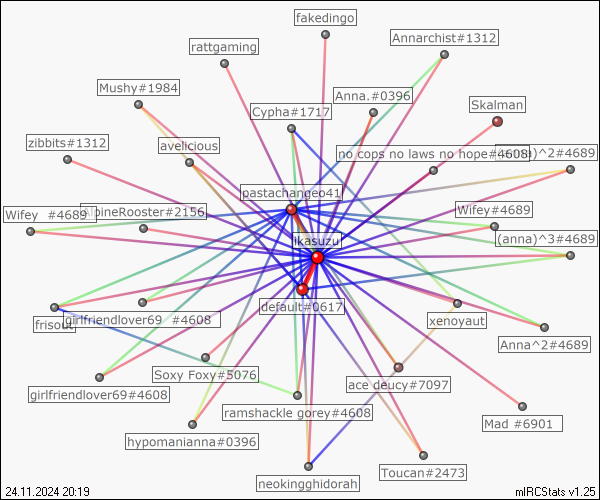 fakedingo
Annarchist#1312
rattgaming
Mushy#1984
Anna.#0396
Skalman
Cypha#1717
zibbits#1312
avelicious
no cops no laws no hope#4608
)^2#4689
pastachangeo41
Wifey #4689
AlpineRooster#2156
Wifey#4689
ikasuzu
(anna)^3#4689
default#0617
frisout
girlfriendlover69 #4608
xenoyaut
Anna^2#4689
Soxy Foxy#5076
ace deucy#7097
girlfriendlover69#4608
ramshackle gorey#4608
Mad #6901
hypomanianna#0396
Toucan#2473
neokingghidorah
24.11.2024 20:19
mIRCStats v1.25